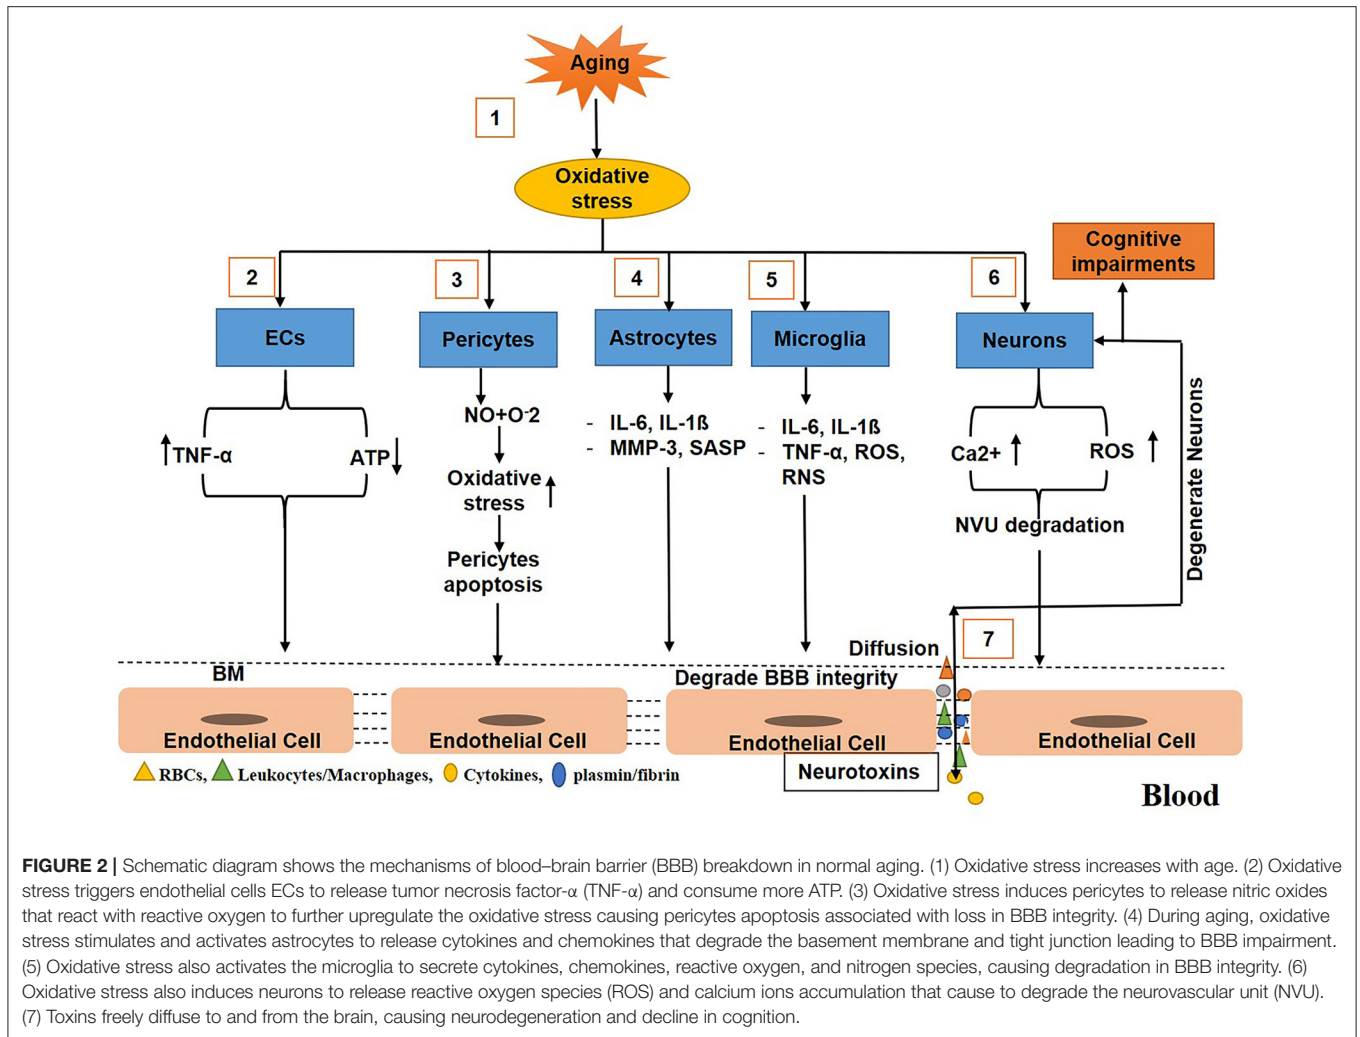 Aging
1
Oxidative
stress
Cognitive
impairments
2
3
4
5
6
ECs
Pericytes
Astrocytes
Microglia
Neurons
TNF-α
ATP
NO+O-2
Oxidative
stress
Pericytes
apoptosis
- IL-6, IL-1ß
- MMP-3, SASP
- IL-6, IL-1ß
- TNF-α, ROS,
RNS
Ca2+
ROS
NVU degradation
Degenerate Neurons
7
Diffusion
BM
Degrade BBB integrity
Endothelial Cell
Endothelial Cell
Endothelial Cell
Endothelial Cell
RBCs, Leukocytes/Macrophages, Cytokines, plasmin/fibrin
Neurotoxins
Blood
FIGURE 2 | Schematic diagram shows the mechanisms of blood–brain barrier (BBB) breakdown in normal aging. (1) Oxidative stress increases with age. (2) Oxidative
stress triggers endothelial cells ECs to release tumor necrosis factor-α (TNF-α) and consume more ATP. (3) Oxidative stress induces pericytes to release nitric oxides
that react with reactive oxygen to further upregulate the oxidative stress causing pericytes apoptosis associated with loss in BBB integrity. (4) During aging, oxidative
stress stimulates and activates astrocytes to release cytokines and chemokines that degrade the basement membrane and tight junction leading to BBB impairment.
(5) Oxidative stress also activates the microglia to secrete cytokines, chemokines, reactive oxygen, and nitrogen species, causing degradation in BBB integrity. (6)
Oxidative stress also induces neurons to release reactive oxygen species (ROS) and calcium ions accumulation that cause to degrade the neurovascular unit (NVU).
(7) Toxins freely diffuse to and from the brain, causing neurodegeneration and decline in cognition.